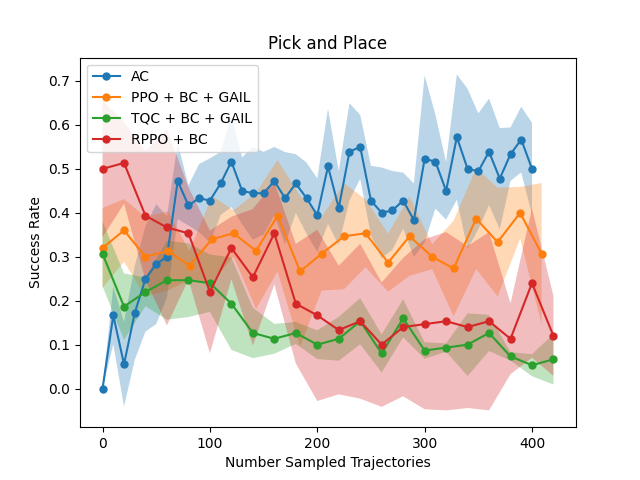 Pick and Place
AC
PPO + BC + GAIL
TQC + BC + GAIL
RPPO + BC
Success Rate
0.7
0.6
0.5
0.4
0.3
0.2
0.1
0.0
0 100 200 300 400
Number Sampled Trajectories